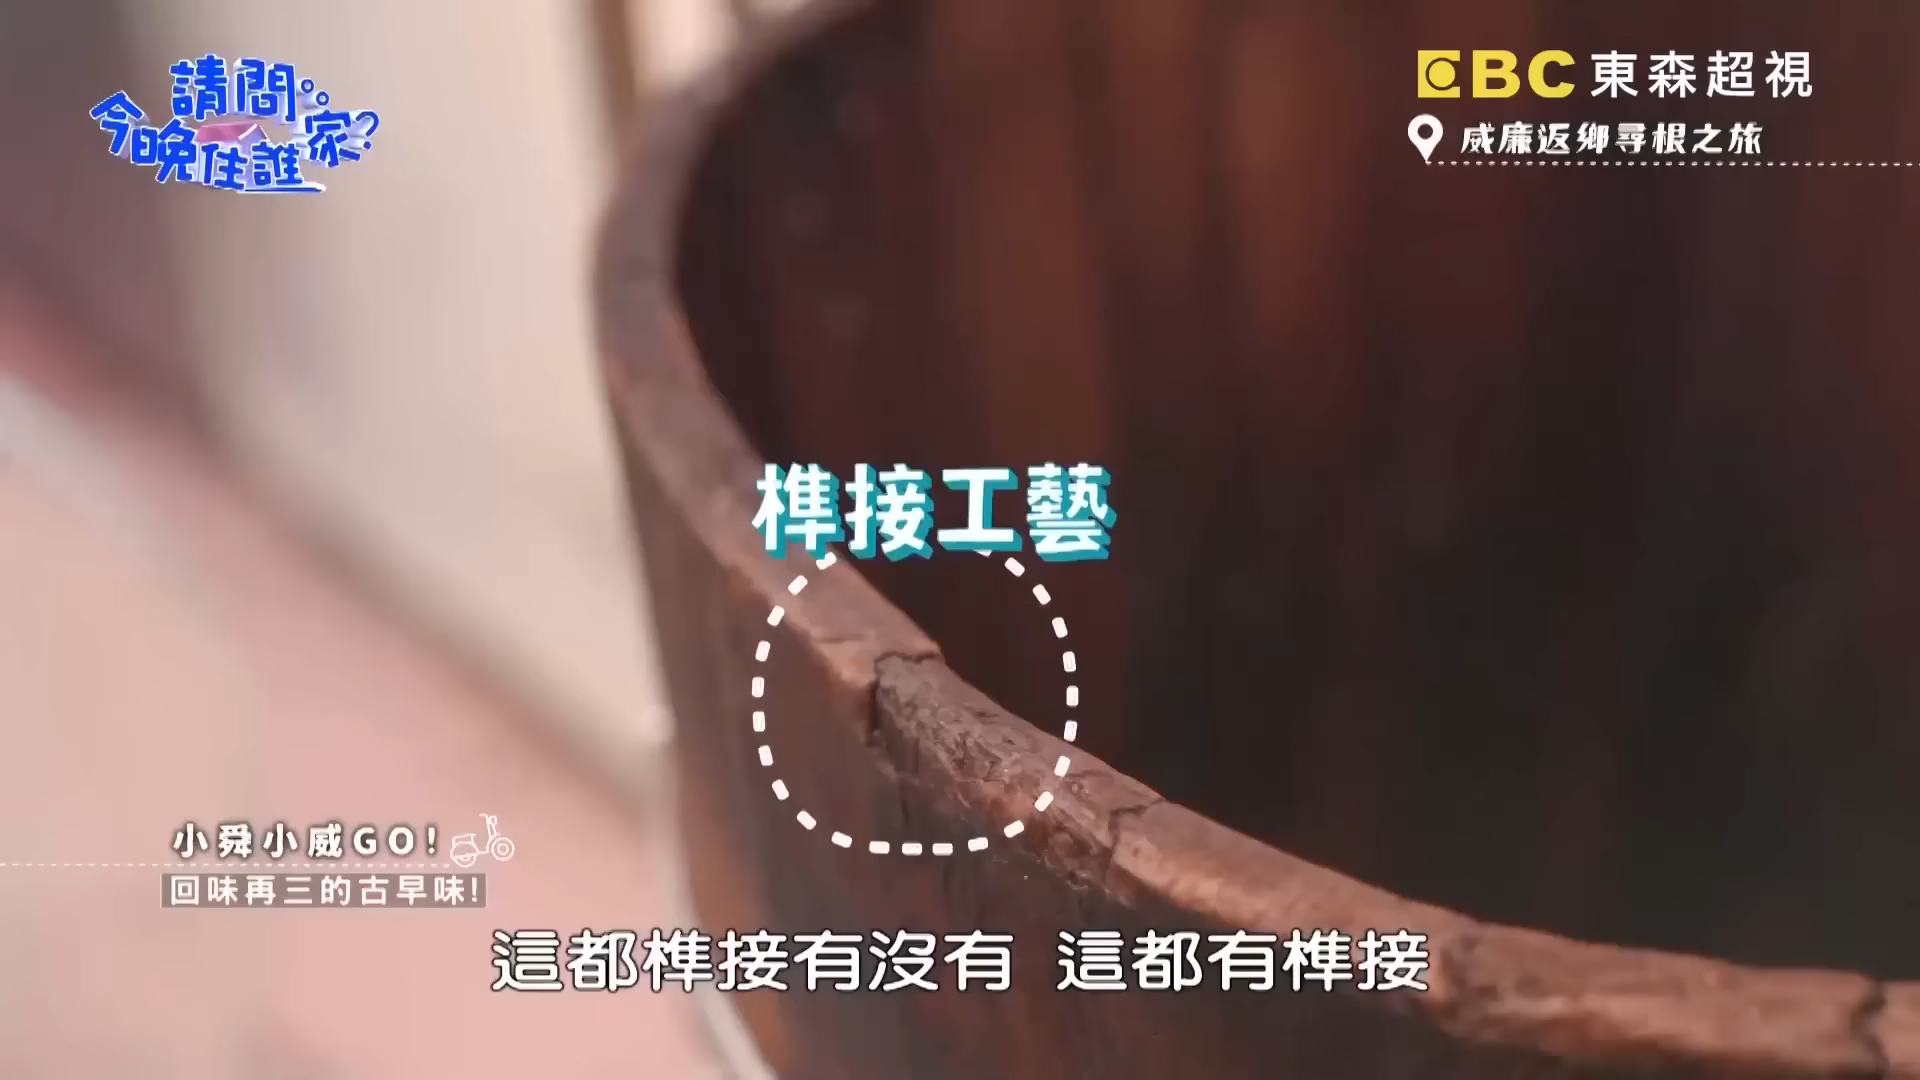 請問
今晚住誰家?
EBC 東森超視
威廉返鄉尋根之旅
榫接工藝
小舜小威GO!
回味再三的古早味!
這都榫接有沒有 這都有榫接